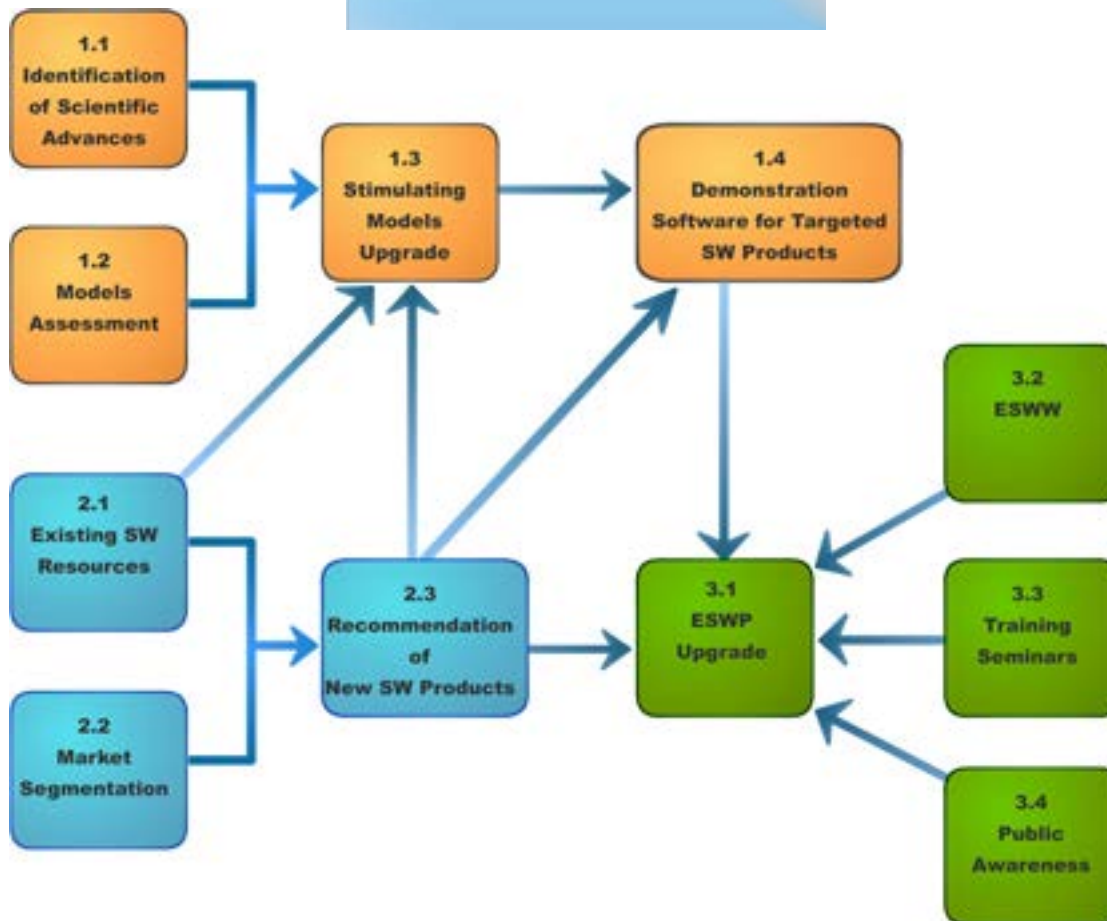 1.1
Identification
of Scientific
Advances
1.2
Models
Assessment
1.3
Stimulating
Models
Upgrade
1.4
Demonstration
Software for Targeted
SW Products
2.1
Existing SW
Resources
2.2
Market
Segmentation
2.3
Recommendation
of
New SW Products
3.1
ESWP
Upgrade
3.2
ESWW
3.3
Training
Seminars
3.4
Public
Awareness